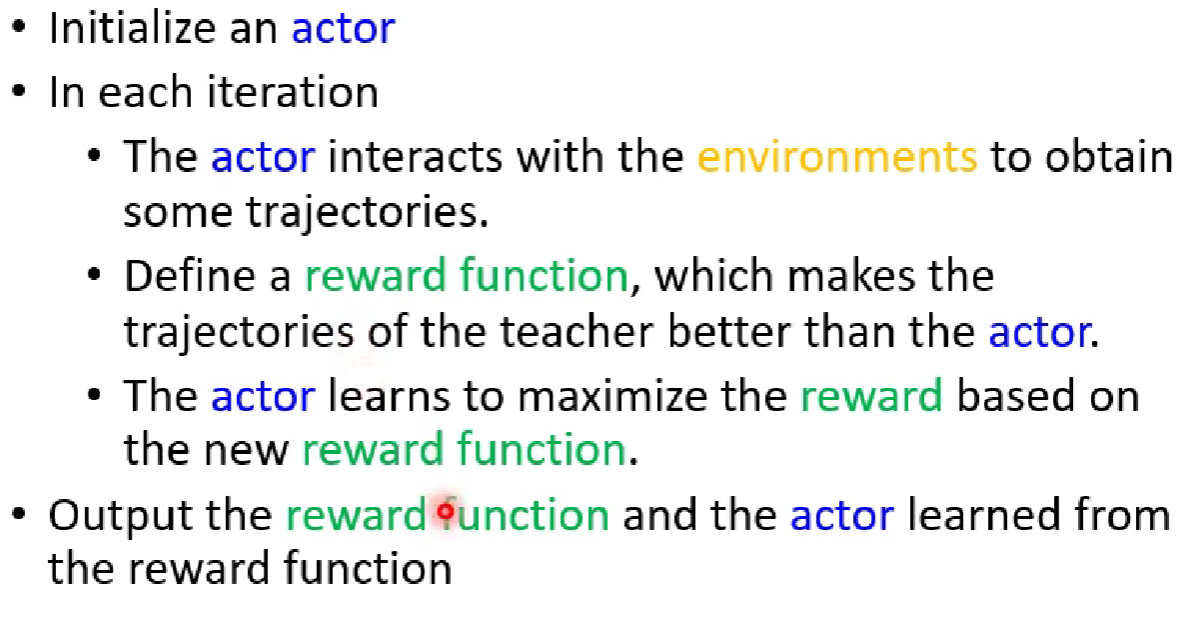 • Initialize an actor
• In each iteration
• The actor interacts with the environments to obtain
some trajectories.
• Define a reward function, which makes the
trajectories of the teacher better than the actor.
• The actor learns to maximize the reward based on
the new reward function.
• Output the reward function and the actor learned from
the reward function